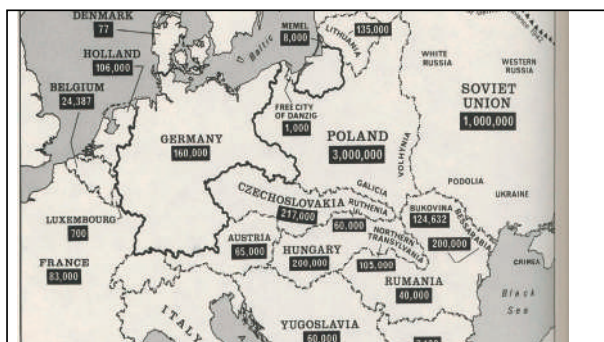 DENMARK
77
HOLLAND
106,000
BELGIUM
24,387
MEMEL
8,000
LITHUANIA
135,000
Baltic
WHITE
RUSSIA
WESTERN
RUSSIA
SOVIET
UNION
1,000,000
FREE CITY
OF DANZIG
1,000
GERMANY
160,000
POLAND
3,000,000
VOLHYNIA
PODOLIA
UKRAINE
GALICIA
CZECHOSLOVAKIA
217,000
RUTHENIA
60,000
BUKOVINA
124,632
BESSARABIA
200,000
LUXEMBOURG
700
FRANCE
83,000
AUSTRIA
65,000
HUNGARY
200,000
NORTHERN
TRANSYLVANIA
105,000
RUMANIA
40,000
CRIMEA
Black
Sea
ITALY
YUGOSLAVIA
60,000